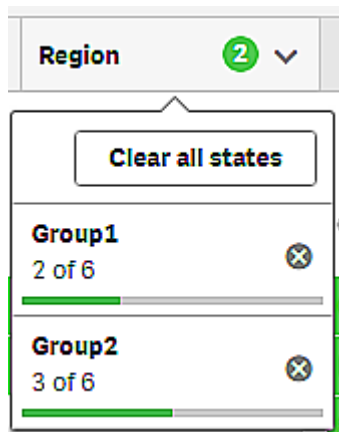 Region 2
Clear all states
Group1
2 of 6
Group2
3 of 6